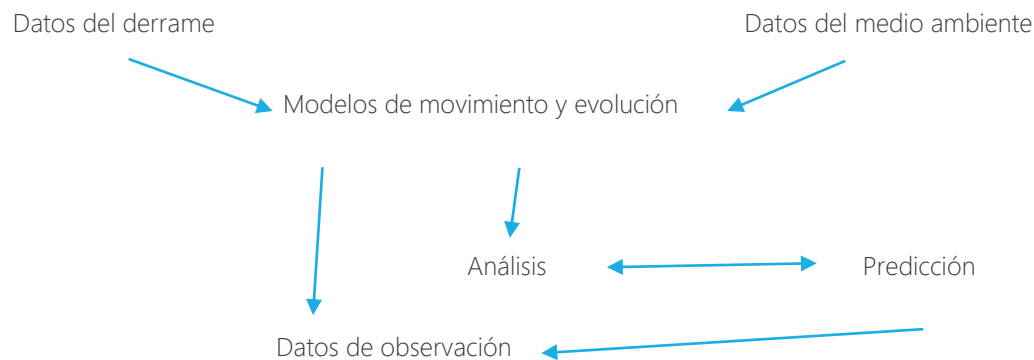 Datos del derrame
Datos del medio ambiente
Modelos de movimiento y evolución
Análisis
Predicción
Datos de observación